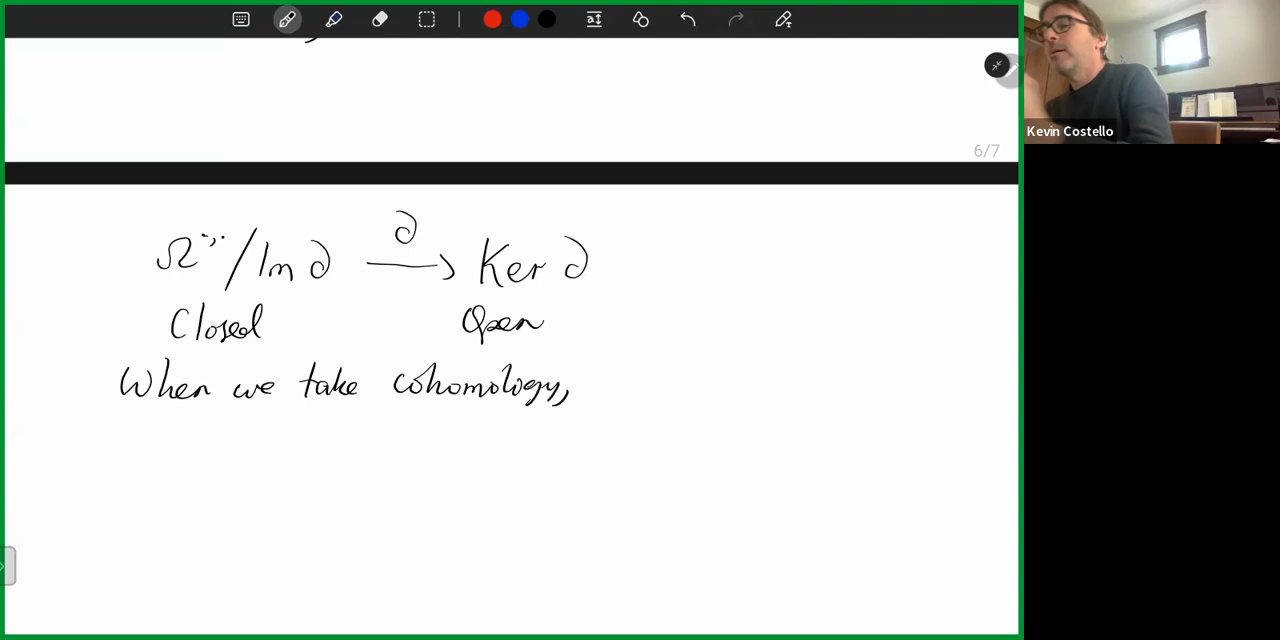 6/7
Kevin Costello
∂
/ Im ∂ ⟶ Ker ∂
Closed Open
When we take cohomology,